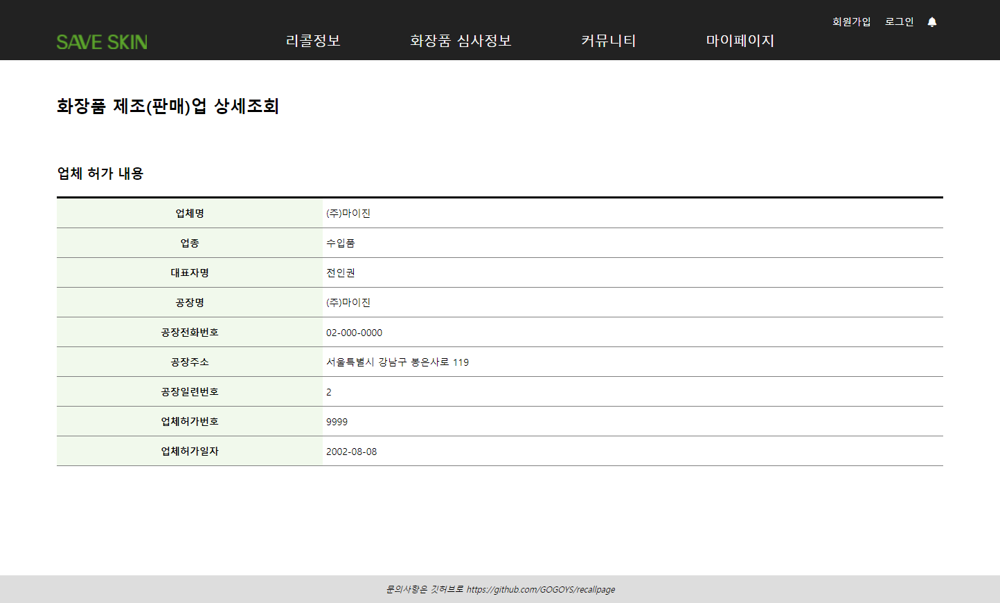 회원가입 로그인
SAVE SKIN 리콜정보 화장품 심사정보 커뮤니티 마이페이지
화장품 제조(판매)업 상세조회
업체 허가 내용
업체명 (주)마이진
업종 수입품
대표자명 전인권
공장명 (주)마이진
공장전화번호 02-000-0000
공장주소 서울특별시 강남구 봉은사로 119
공장일련번호 2
업체허가번호 9999
업체허가일자 2002-08-08
문의사항은 깃허브로 https://github.com/GOGOYS/recallpage